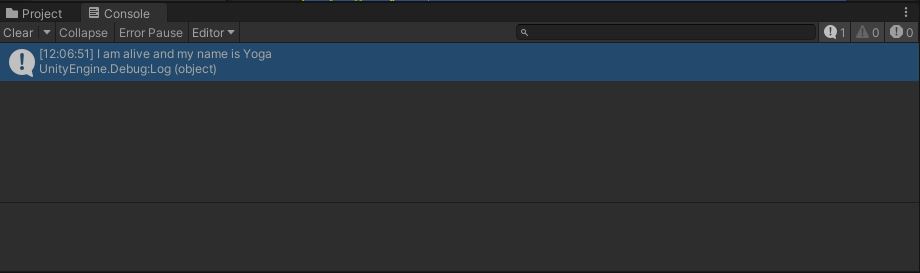 Project Console
Clear Collapse Error Pause Editor 1 0 0
[12:06:51] I am alive and my name is Yoga
UnityEngine.Debug:Log (object)